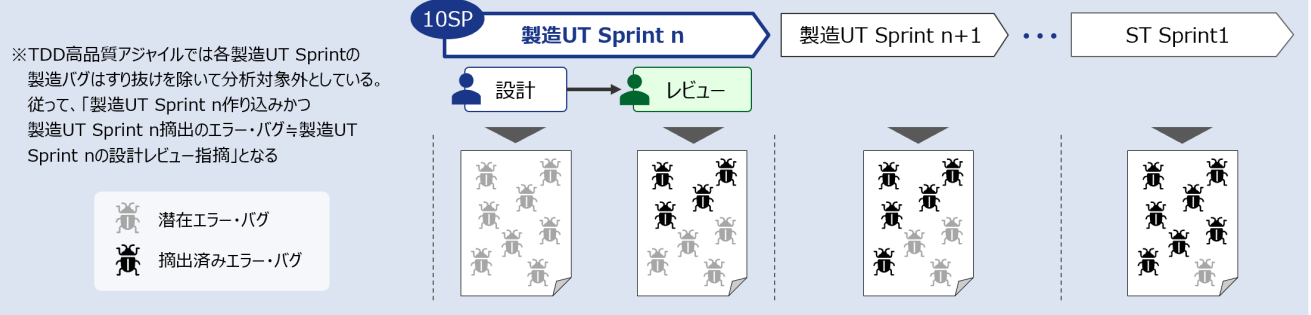 10SP
製造UT Sprint n
製造UT Sprint n+1
・・・
ST Sprint1
設計
レビュー
※TDD高品質アジャイルでは各製造UT Sprintの
製造バグはすり抜けを除いて分析対象外としている。
従って、「製造UT Sprint n作り込みかつ
製造UT Sprint n摘出のエラー・バグ≒製造UT
Sprint nの設計レビュー指摘」となる
潜在エラー・バグ
摘出済みエラー・バグ